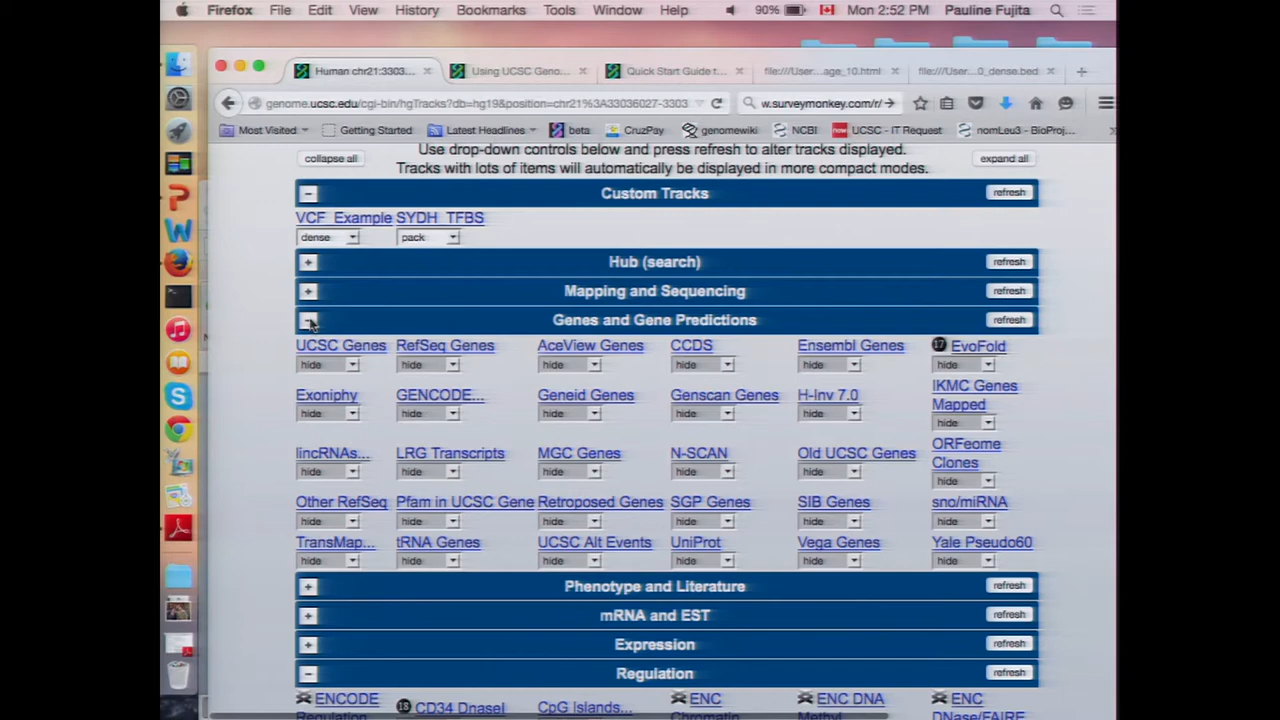 Firefox File Edit View History Bookmarks Tools Window Help 90% Mon 2:52 PM Pauline Fujita
Human chr21:3303... Using UCSC Geno... Quick Start Guide t... file:///User...age_10.html file:///User...0_dense.bed
genome.ucsc.edu/cgi-bin/hgTracks?db=hg19&position=chr21%3A33036027-3303 w.surveymonkey.com/r/
Most Visited Getting Started Latest Headlines beta CruzPay genomewiki NCBI UCSC - IT Request nomLeu3 - BioProj...
Use drop-down controls below and press refresh to alter tracks displayed.
collapse all Tracks with lots of items will automatically be displayed in more compact modes. expand all
- Custom Tracks refresh
VCF_Example SYDH_TFBS
dense pack
+ Hub (search) refresh
+ Mapping and Sequencing refresh
- Genes and Gene Predictions refresh
UCSC Genes RefSeq Genes AceView Genes CCDS Ensembl Genes 17 EvoFold
hide hide hide hide hide hide
Exoniphy GENCODE... Geneid Genes Genscan Genes H-Inv 7.0 IKMC Genes Mapped
hide hide hide hide hide hide
lincRNAs... LRG Transcripts MGC Genes N-SCAN Old UCSC Genes ORFeome Clones
hide hide hide hide hide hide
Other RefSeq Pfam in UCSC Gene Retroposed Genes SGP Genes SIB Genes sno/miRNA
hide hide hide hide hide hide
TransMap... tRNA Genes UCSC Alt Events UniProt Vega Genes Yale Pseudo60
hide hide hide hide hide hide
+ Phenotype and Literature refresh
+ mRNA and EST refresh
+ Expression refresh
- Regulation refresh
ENCODE Regulation 18 CD34 DnaseI CpG Islands... ENC Chromatin ENC DNA Methyl ENC DNase/FAIRE